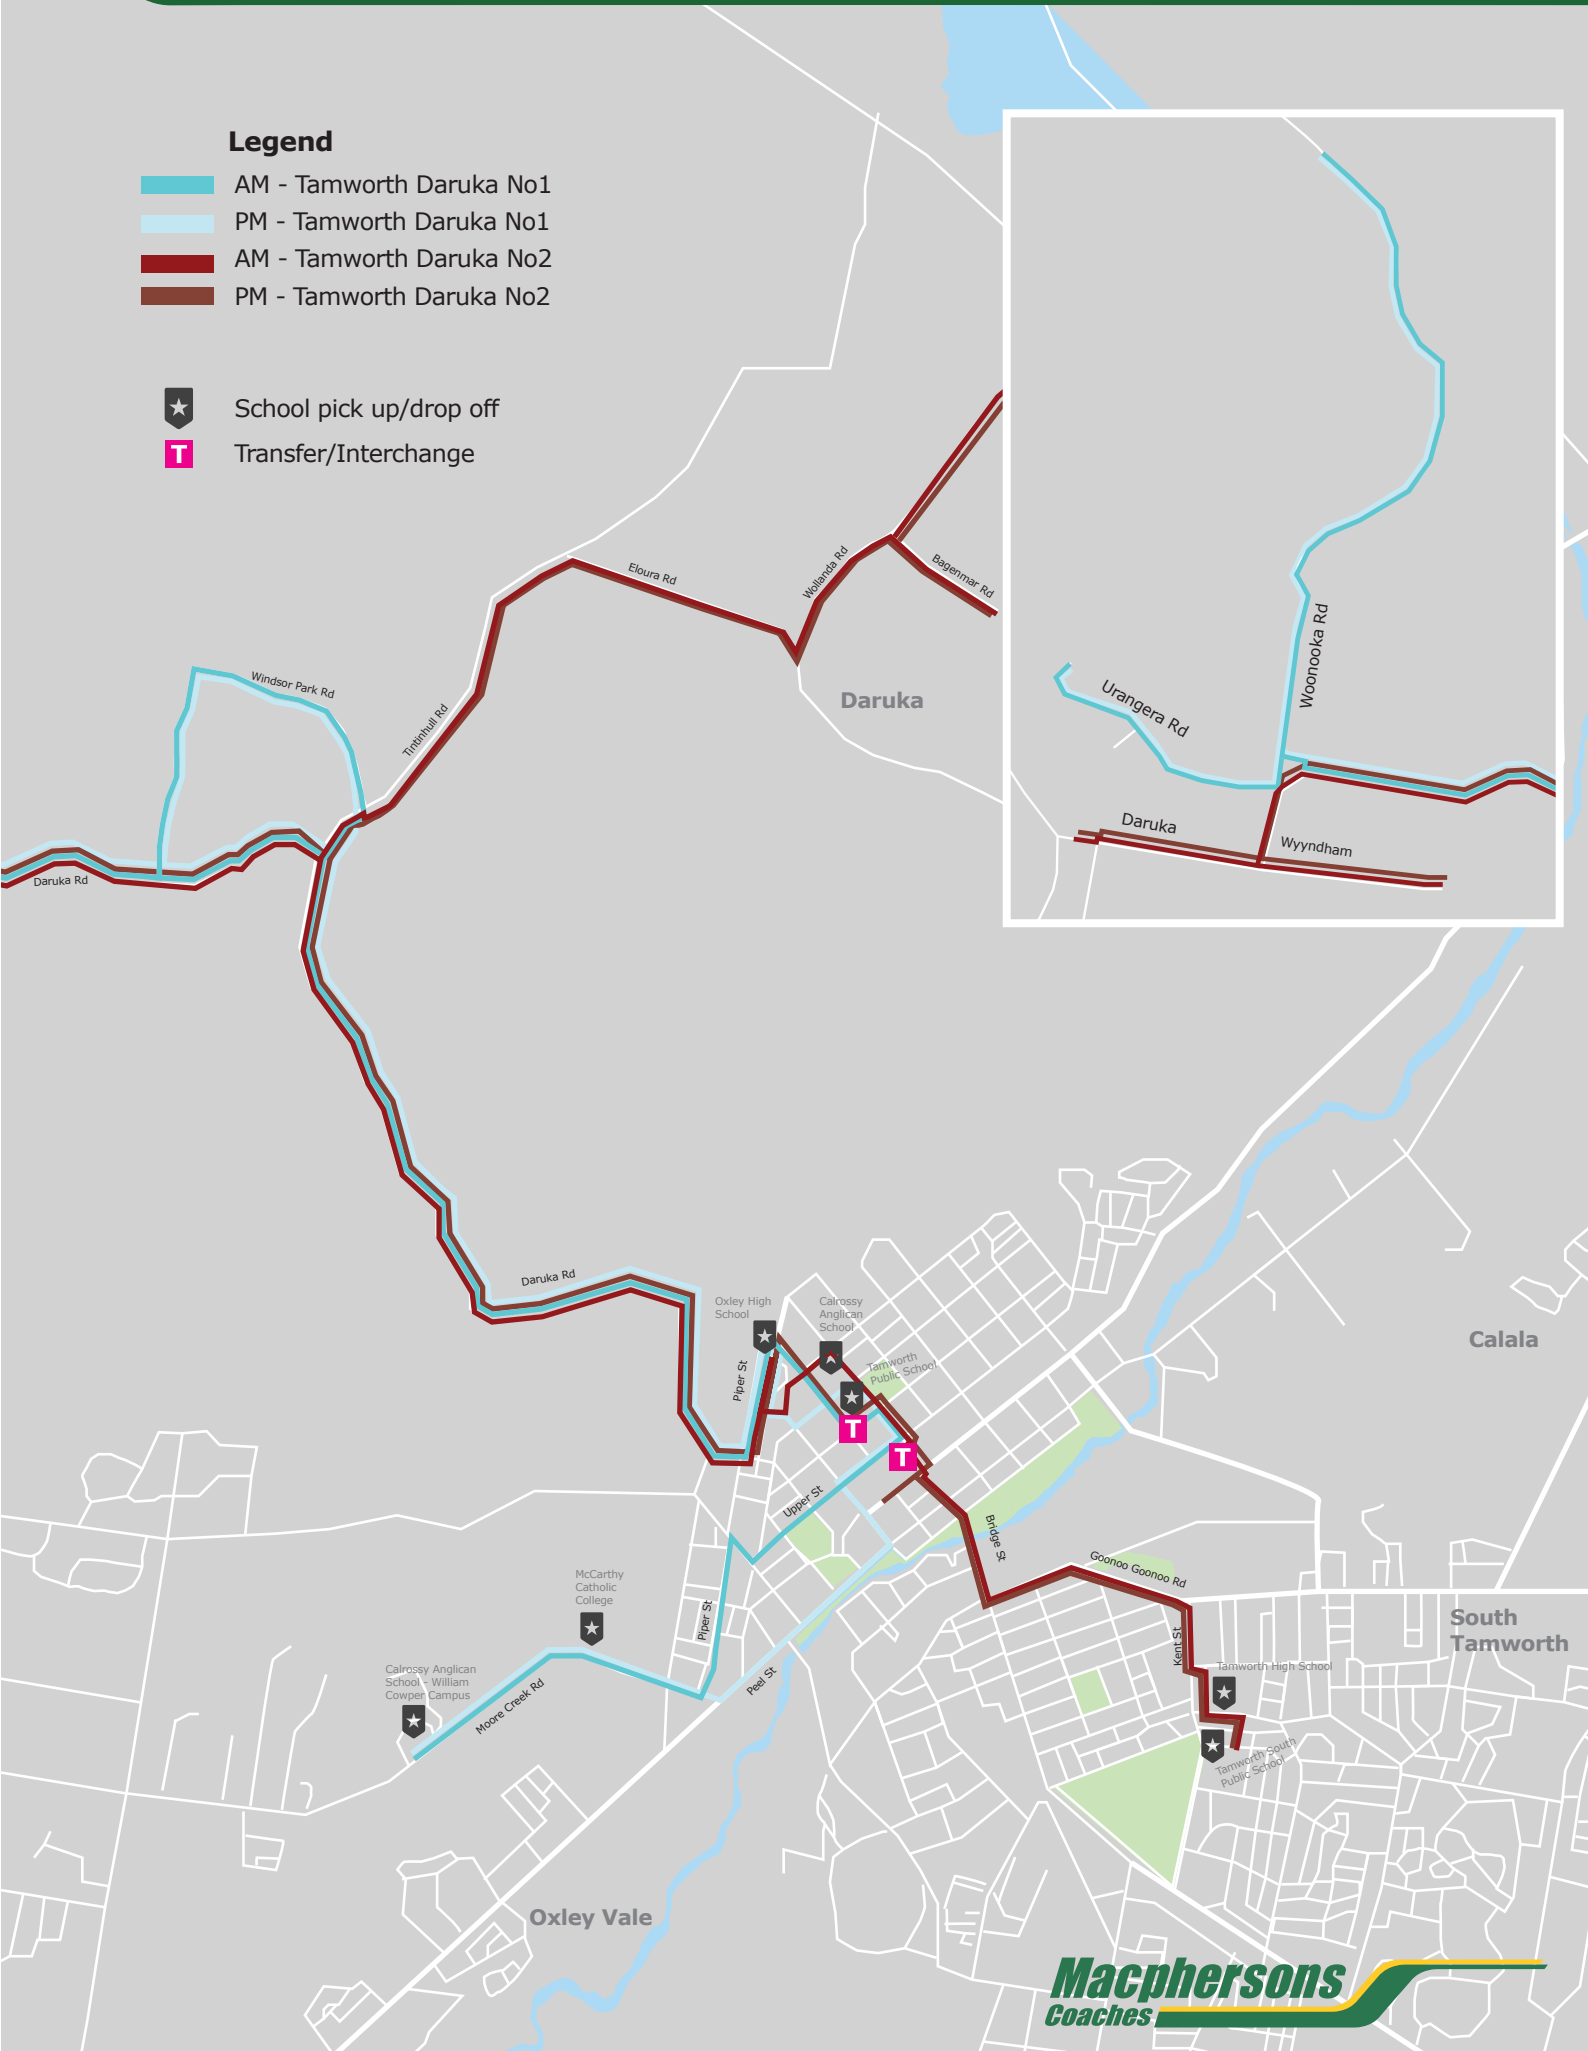 Legend
AM - Tamworth Daruka No1
PM - Tamworth Daruka No1
AM - Tamworth Daruka No2
PM - Tamworth Daruka No2
School pick up/drop off
T
Transfer/Interchange
Woonooka Rd
Urangera Rd
Daruka
Wyyndham
Eloura Rd
Wollanda Rd
Bagenmar Rd
Daruka
Windsor Park Rd
Tintinhull Rd
Daruka Rd
Daruka Rd
Oxley High
School
Calrossy
Anglican
School
Tamworth
Public School
Piper St
T
T
Calala
Upper St
Bridge St
Goonoo Goonoo Rd
McCarthy
Catholic
College
Piper St
Kent St
South
Tamworth
Tamworth High School
Calrossy Anglican
School - William
Cowper Campus
Moore Creek Rd
Peel St
Tamworth South
Public School
Oxley Vale
Macphersons
Coaches